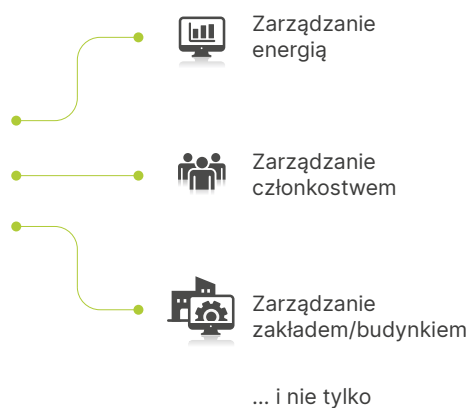 Zarządzanie
energią
Zarządzanie
członkostwem
Zarządzanie
zakładem/budynkiem
... i nie tylko